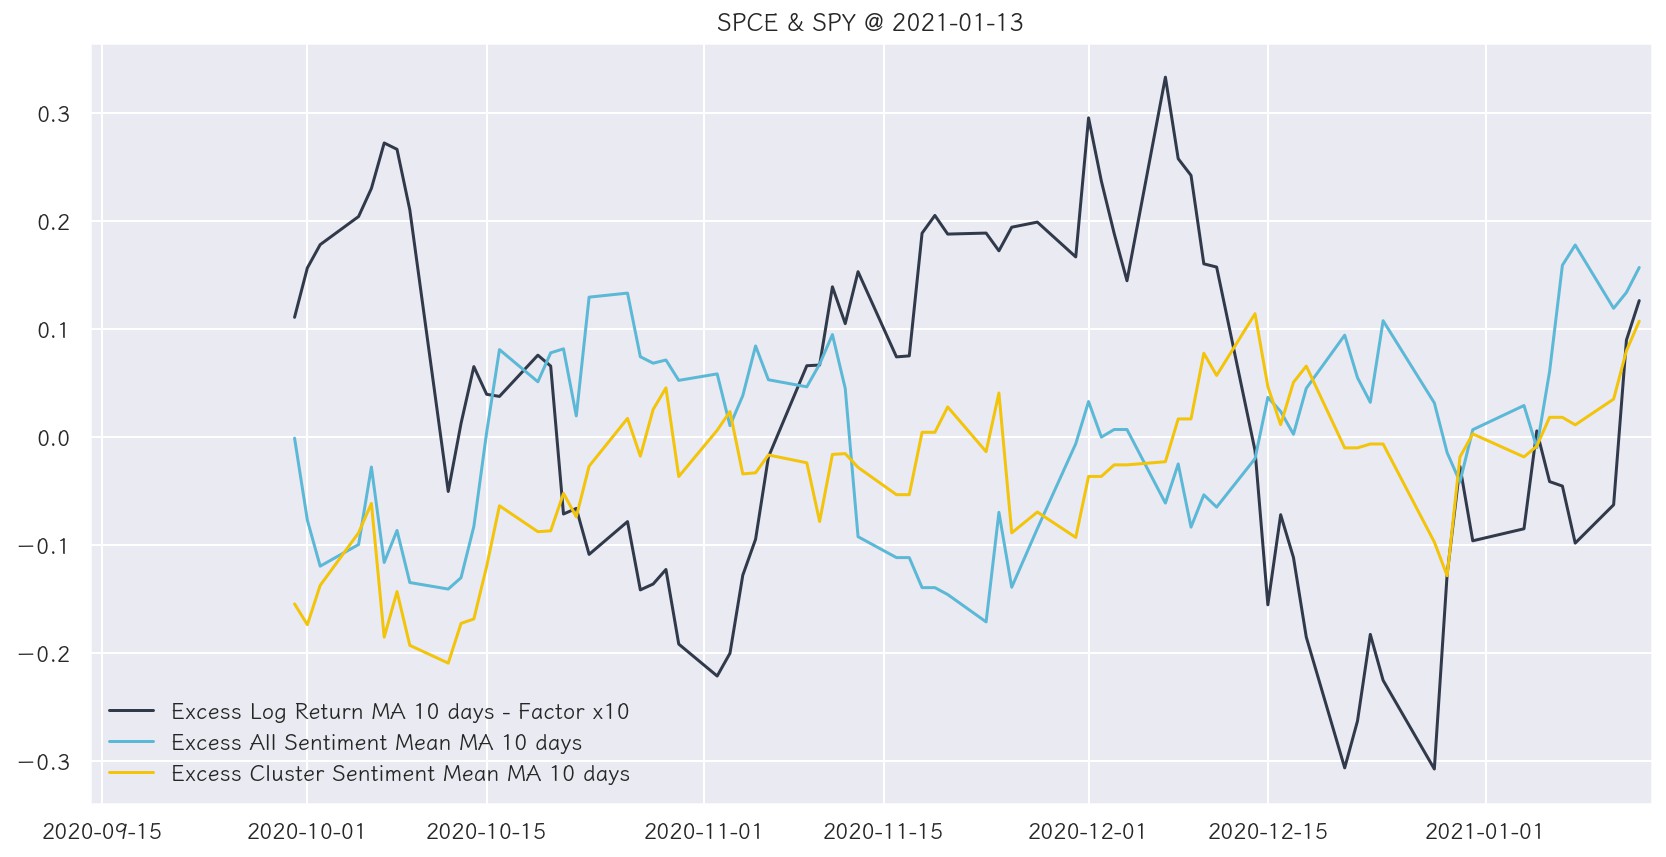 SPCE & SPY @ 2021-01-13
0.3
0.2
0.1
0.0
−0.1
−0.2
−0.3
Excess Log Return MA 10 days - Factor x10
Excess All Sentiment Mean MA 10 days
Excess Cluster Sentiment Mean MA 10 days
2020-09-15 2020-10-01 2020-10-15 2020-11-01 2020-11-15 2020-12-01 2020-12-15 2021-01-01